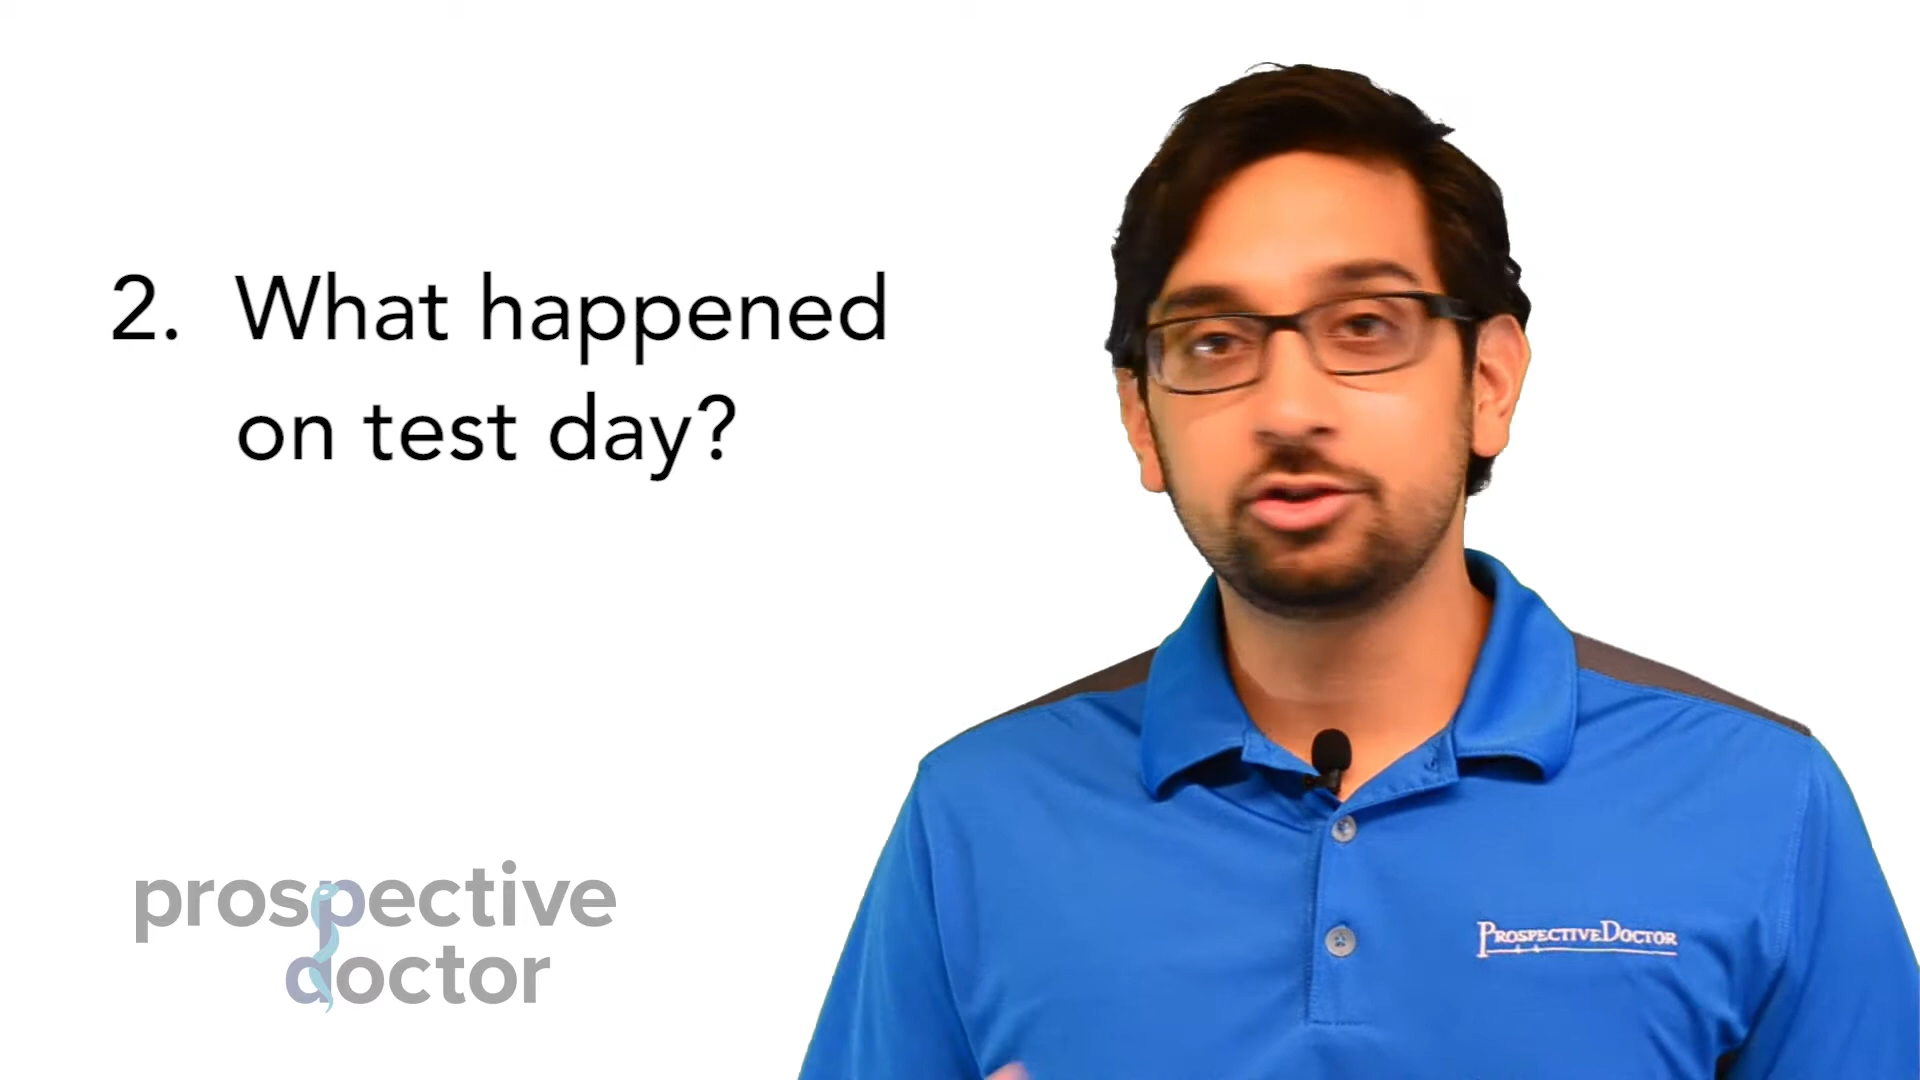 2. What happened
on test day?
prospective
doctor
PROSPECTIVEDOCTOR